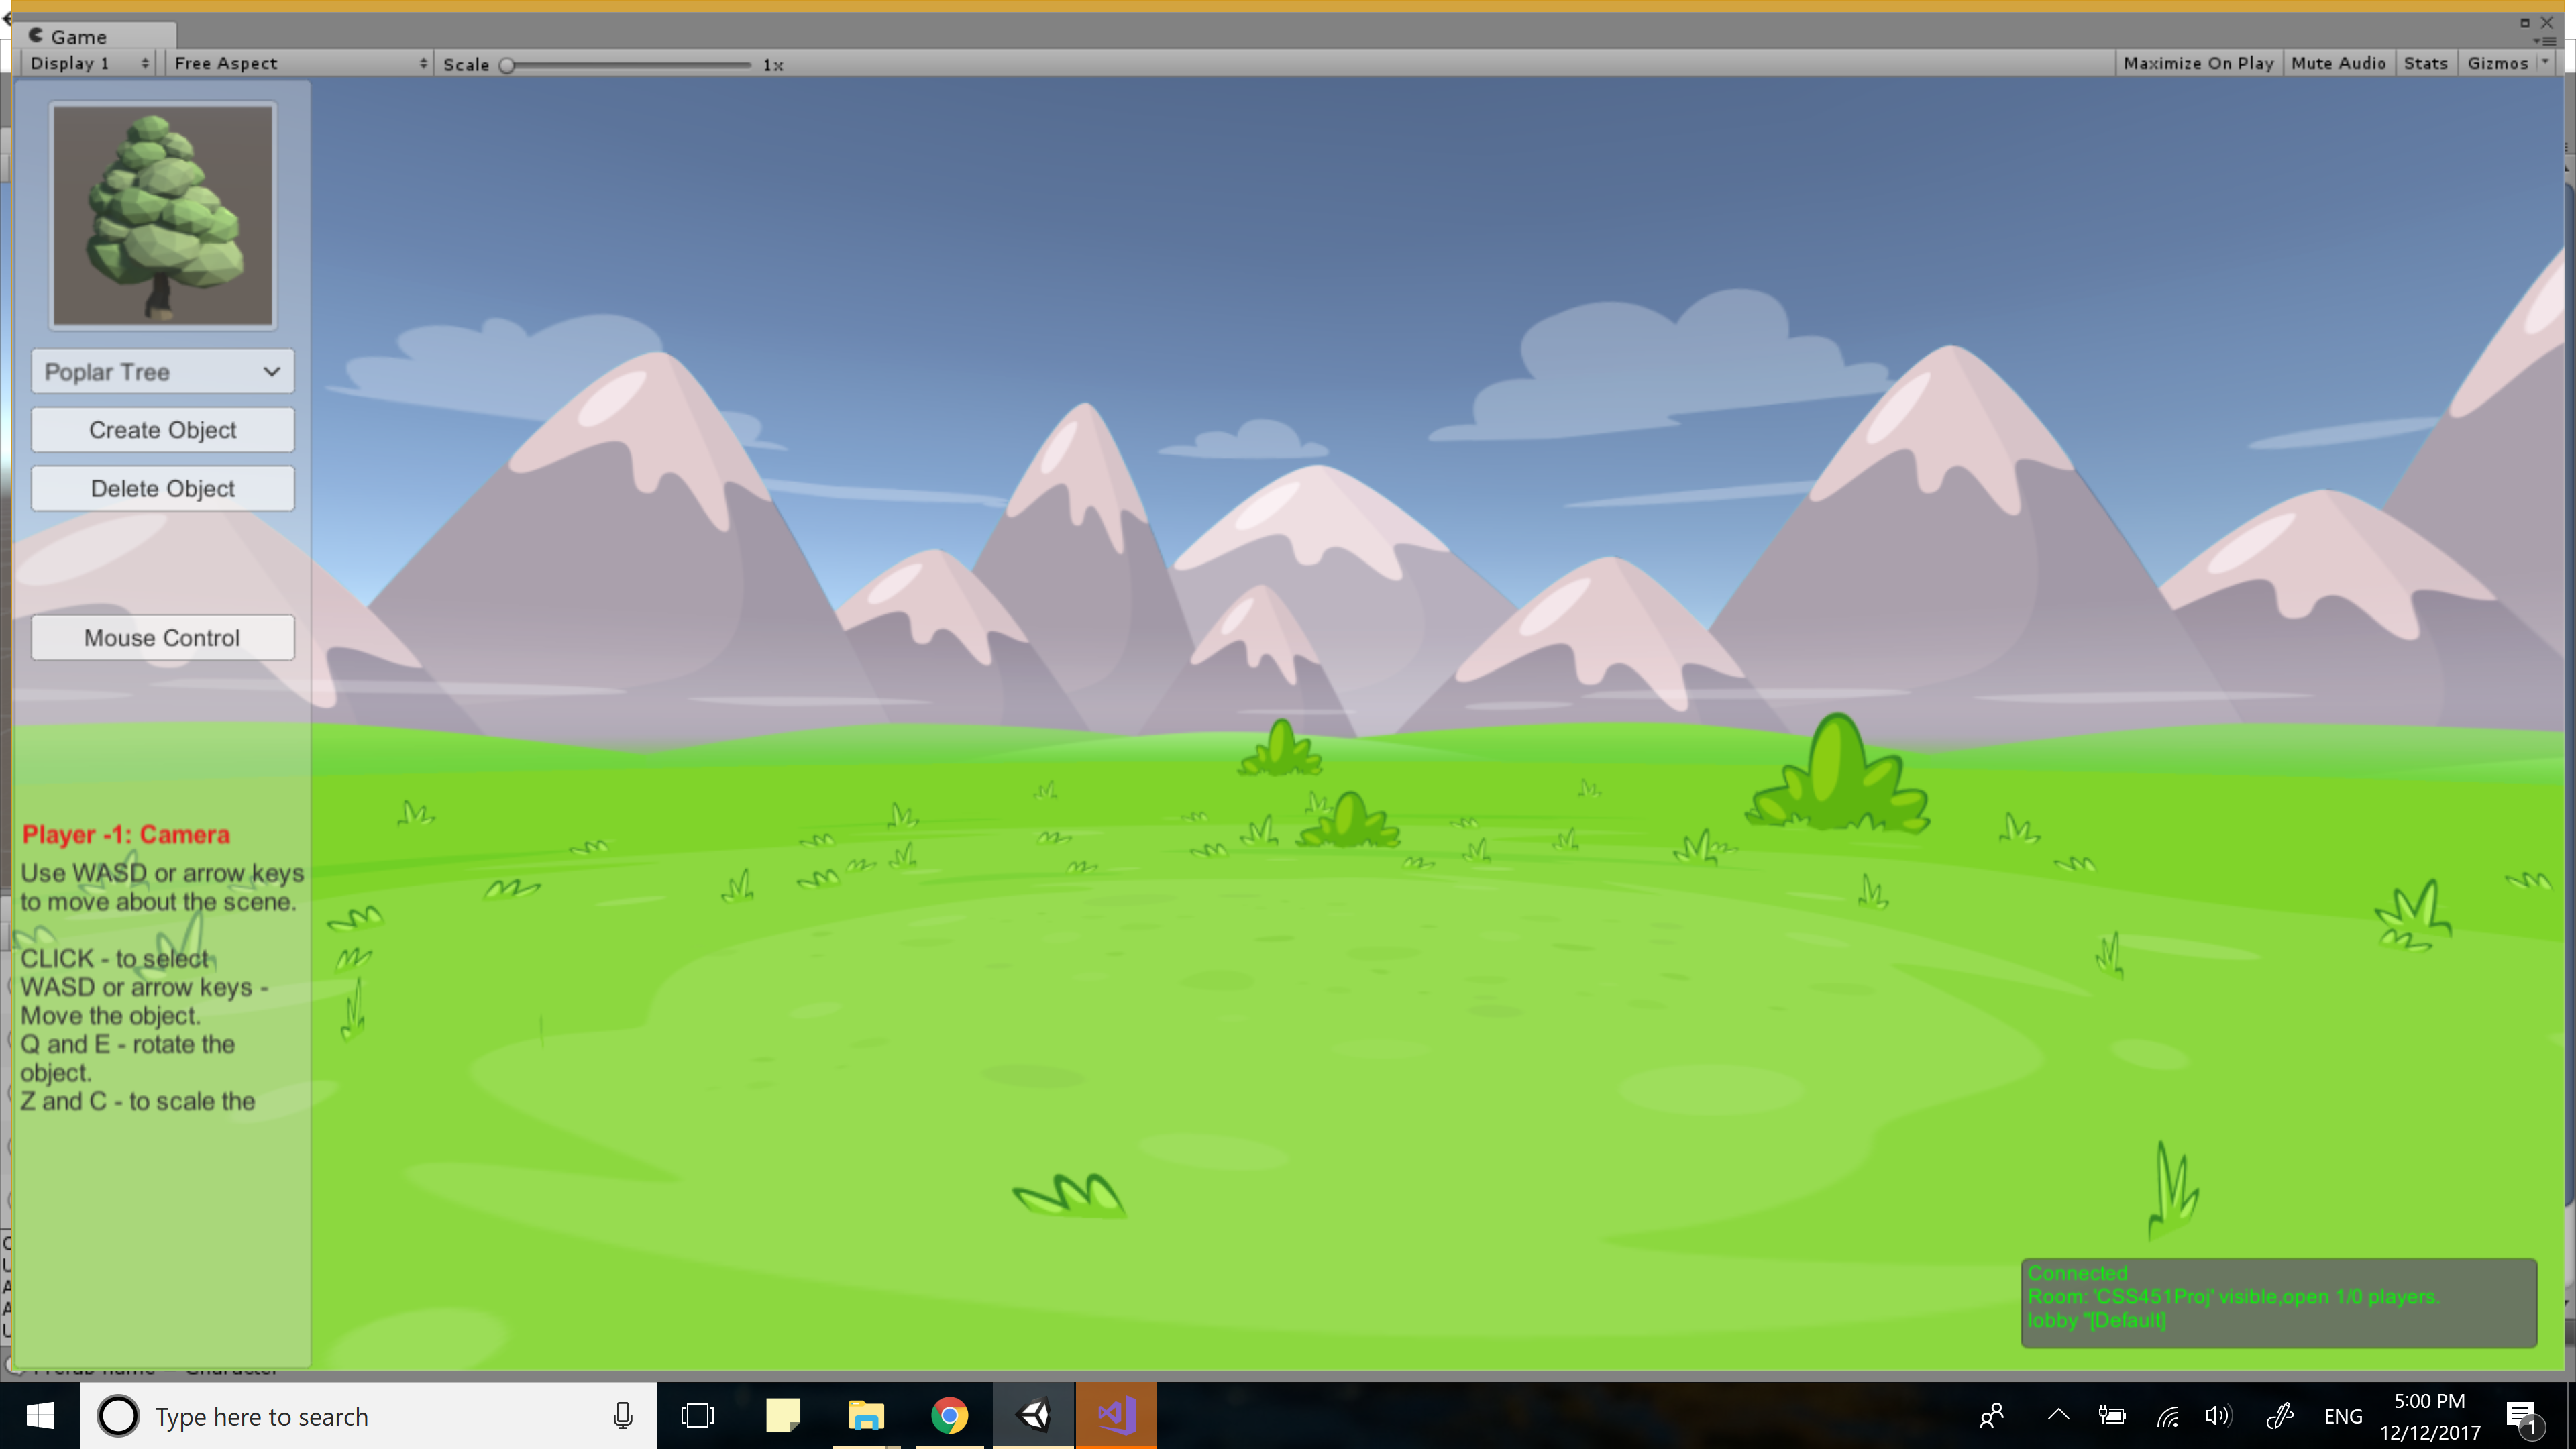 Game
Display 1 Free Aspect Scale 1x Maximize On Play Mute Audio Stats Gizmos
Poplar Tree
Create Object
Delete Object
Mouse Control
Player -1: Camera
Use WASD or arrow keys
to move about the scene.
CLICK - to select
WASD or arrow keys -
Move the object.
Q and E - rotate the
object.
Z and C - to scale the
Connected
Room: 'CSS451Proj' visible,open 1/0 players.
lobby "[Default]
Type here to search
ENG
5:00 PM
12/12/2017
1